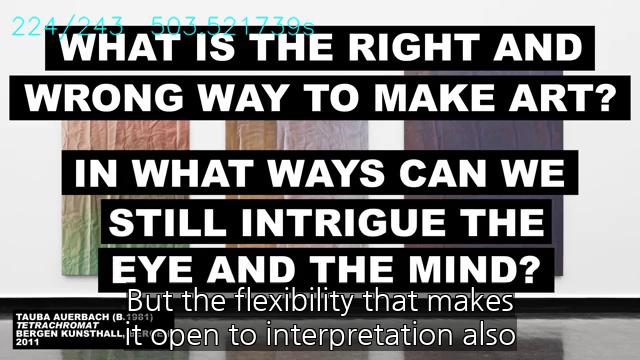 224/243 503.521739s
WHAT IS THE RIGHT AND
WRONG WAY TO MAKE ART?
IN WHAT WAYS CAN WE
STILL INTRIGUE THE
EYE AND THE MIND?
But the flexibility that makes
it open to interpretation also
TAUBA AUERBACH (B.1981)
TETRACHROMAT
BERGEN KUNSTHALL, BERGEN
2011